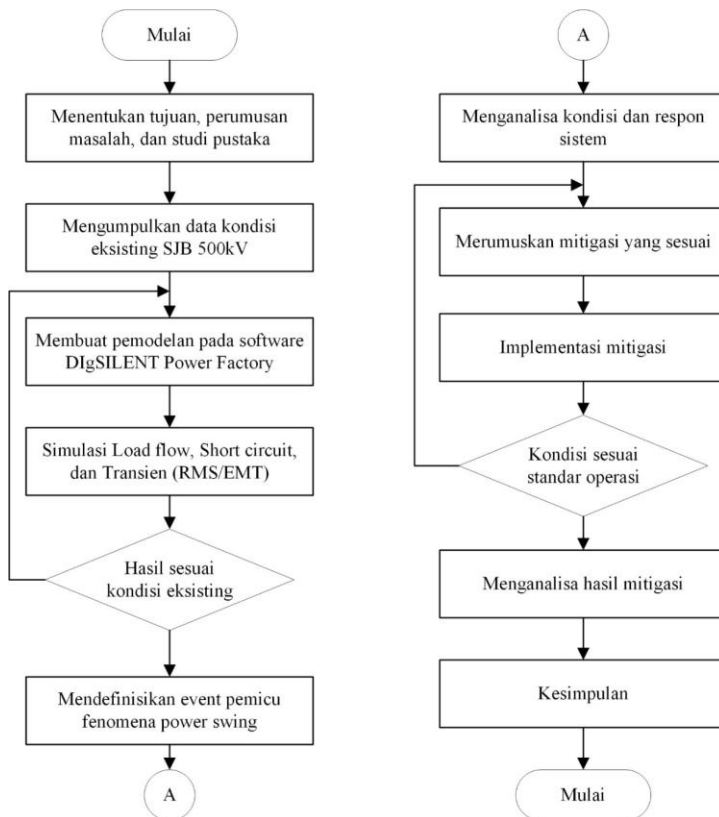 Mulai
Menentukan tujuan, perumusan
masalah, dan studi pustaka
Mengumpulkan data kondisi
eksisting SJB 500kV
Membuat pemodelan pada software
DIgSILENT Power Factory
Simulasi Load flow, Short circuit,
dan Transien (RMS/EMT)
Hasil sesuai
kondisi eksisting
Mendefinisikan event pemicu
fenomena power swing
A
A
Menganalisa kondisi dan respon
sistem
Merumuskan mitigasi yang sesuai
Implementasi mitigasi
Kondisi sesuai
standar operasi
Menganalisa hasil mitigasi
Kesimpulan
Mulai